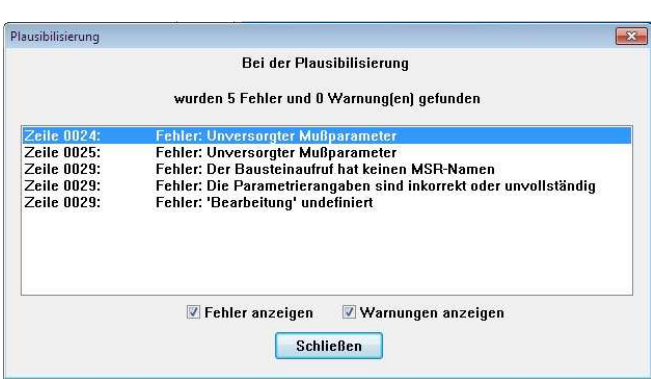 Plausibilisierung
Bei der Plausibilisierung
wurden 5 Fehler und 0 Warnung(en) gefunden
Zeile 0024: Fehler: Unversorgter Mußparameter
Zeile 0025: Fehler: Unversorgter Mußparameter
Zeile 0029: Fehler: Der Bausteinaufruf hat keinen MSR-Namen
Zeile 0029: Fehler: Die Parametrierangaben sind inkorrekt oder unvollständig
Zeile 0029: Fehler: 'Bearbeitung' undefiniert
Fehler anzeigen Warnungen anzeigen
Schließen